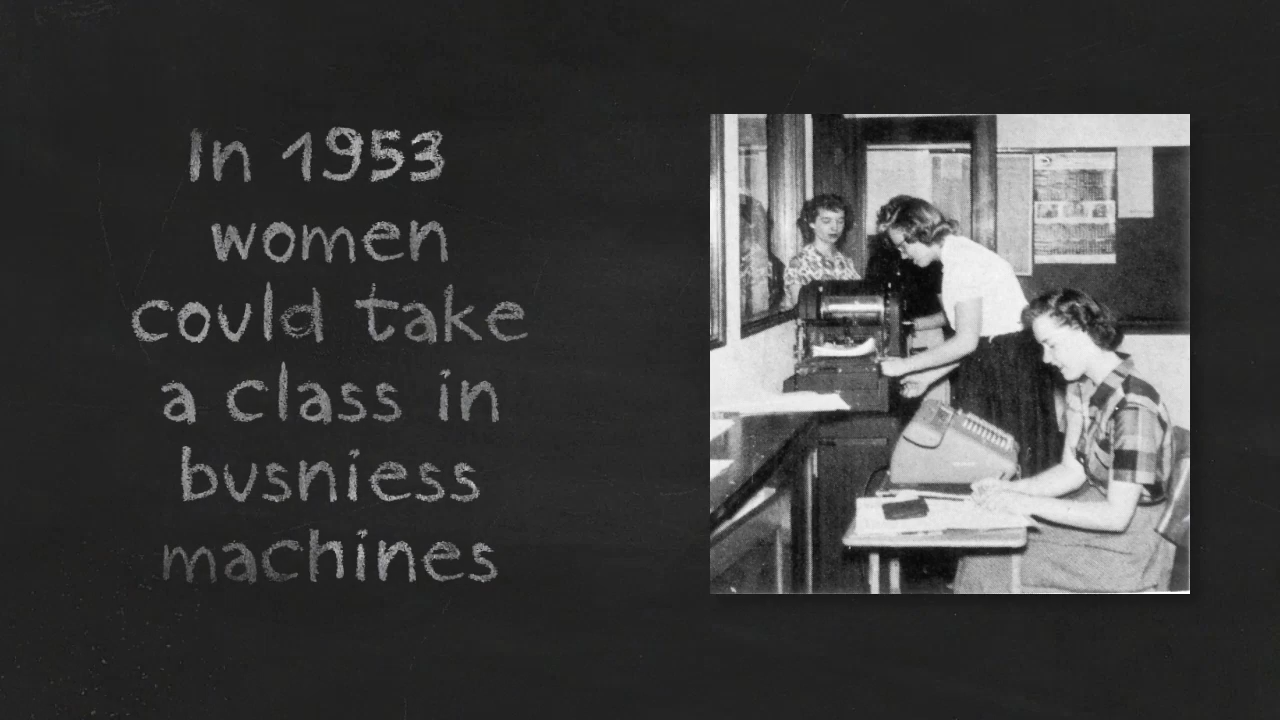 In 1953
women
could take
a class in
busniess
machines